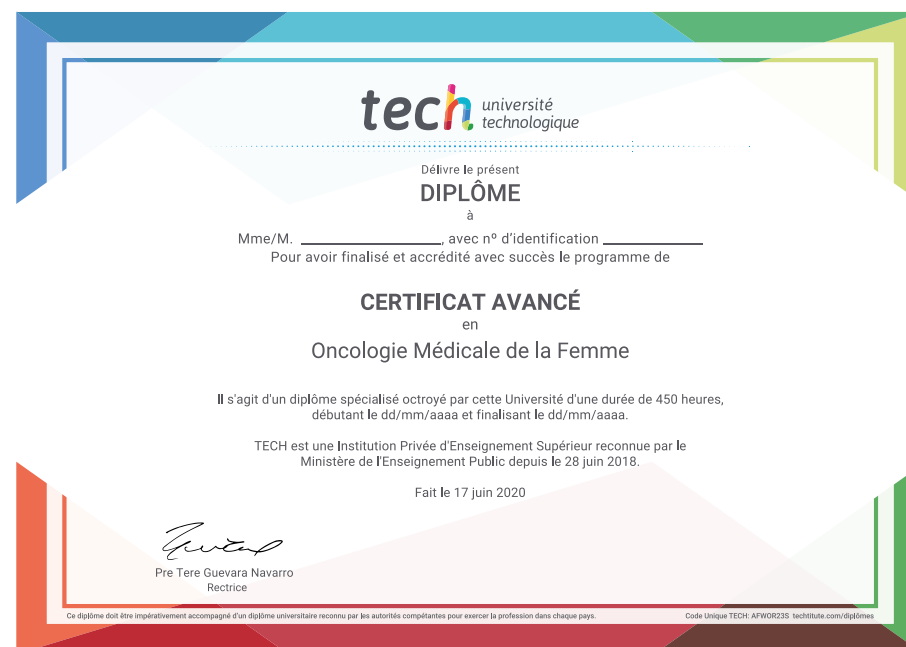 tech université
technologique
Délivre le présent
DIPLÔME
à
Mme/M. ____________________, avec nº d'identification ______________
Pour avoir finalisé et accrédité avec succès le programme de
CERTIFICAT AVANCÉ
en
Oncologie Médicale de la Femme
Il s'agit d'un diplôme spécialisé octroyé par cette Université d'une durée de 450 heures,
débutant le dd/mm/aaaa et finalisant le dd/mm/aaaa.
TECH est une Institution Privée d'Enseignement Supérieur reconnue par le
Ministère de l'Enseignement Public depuis le 28 juin 2018.
Fait le 17 juin 2020
Pre Tere Guevara Navarro
Rectrice
Ce diplôme doit être impérativement accompagné d'un diplôme universitaire reconnu par les autorités compétantes pour exercer la profession dans chaque pays.
Code Unique TECH: AFWOR23S techtitute.com/diplômes